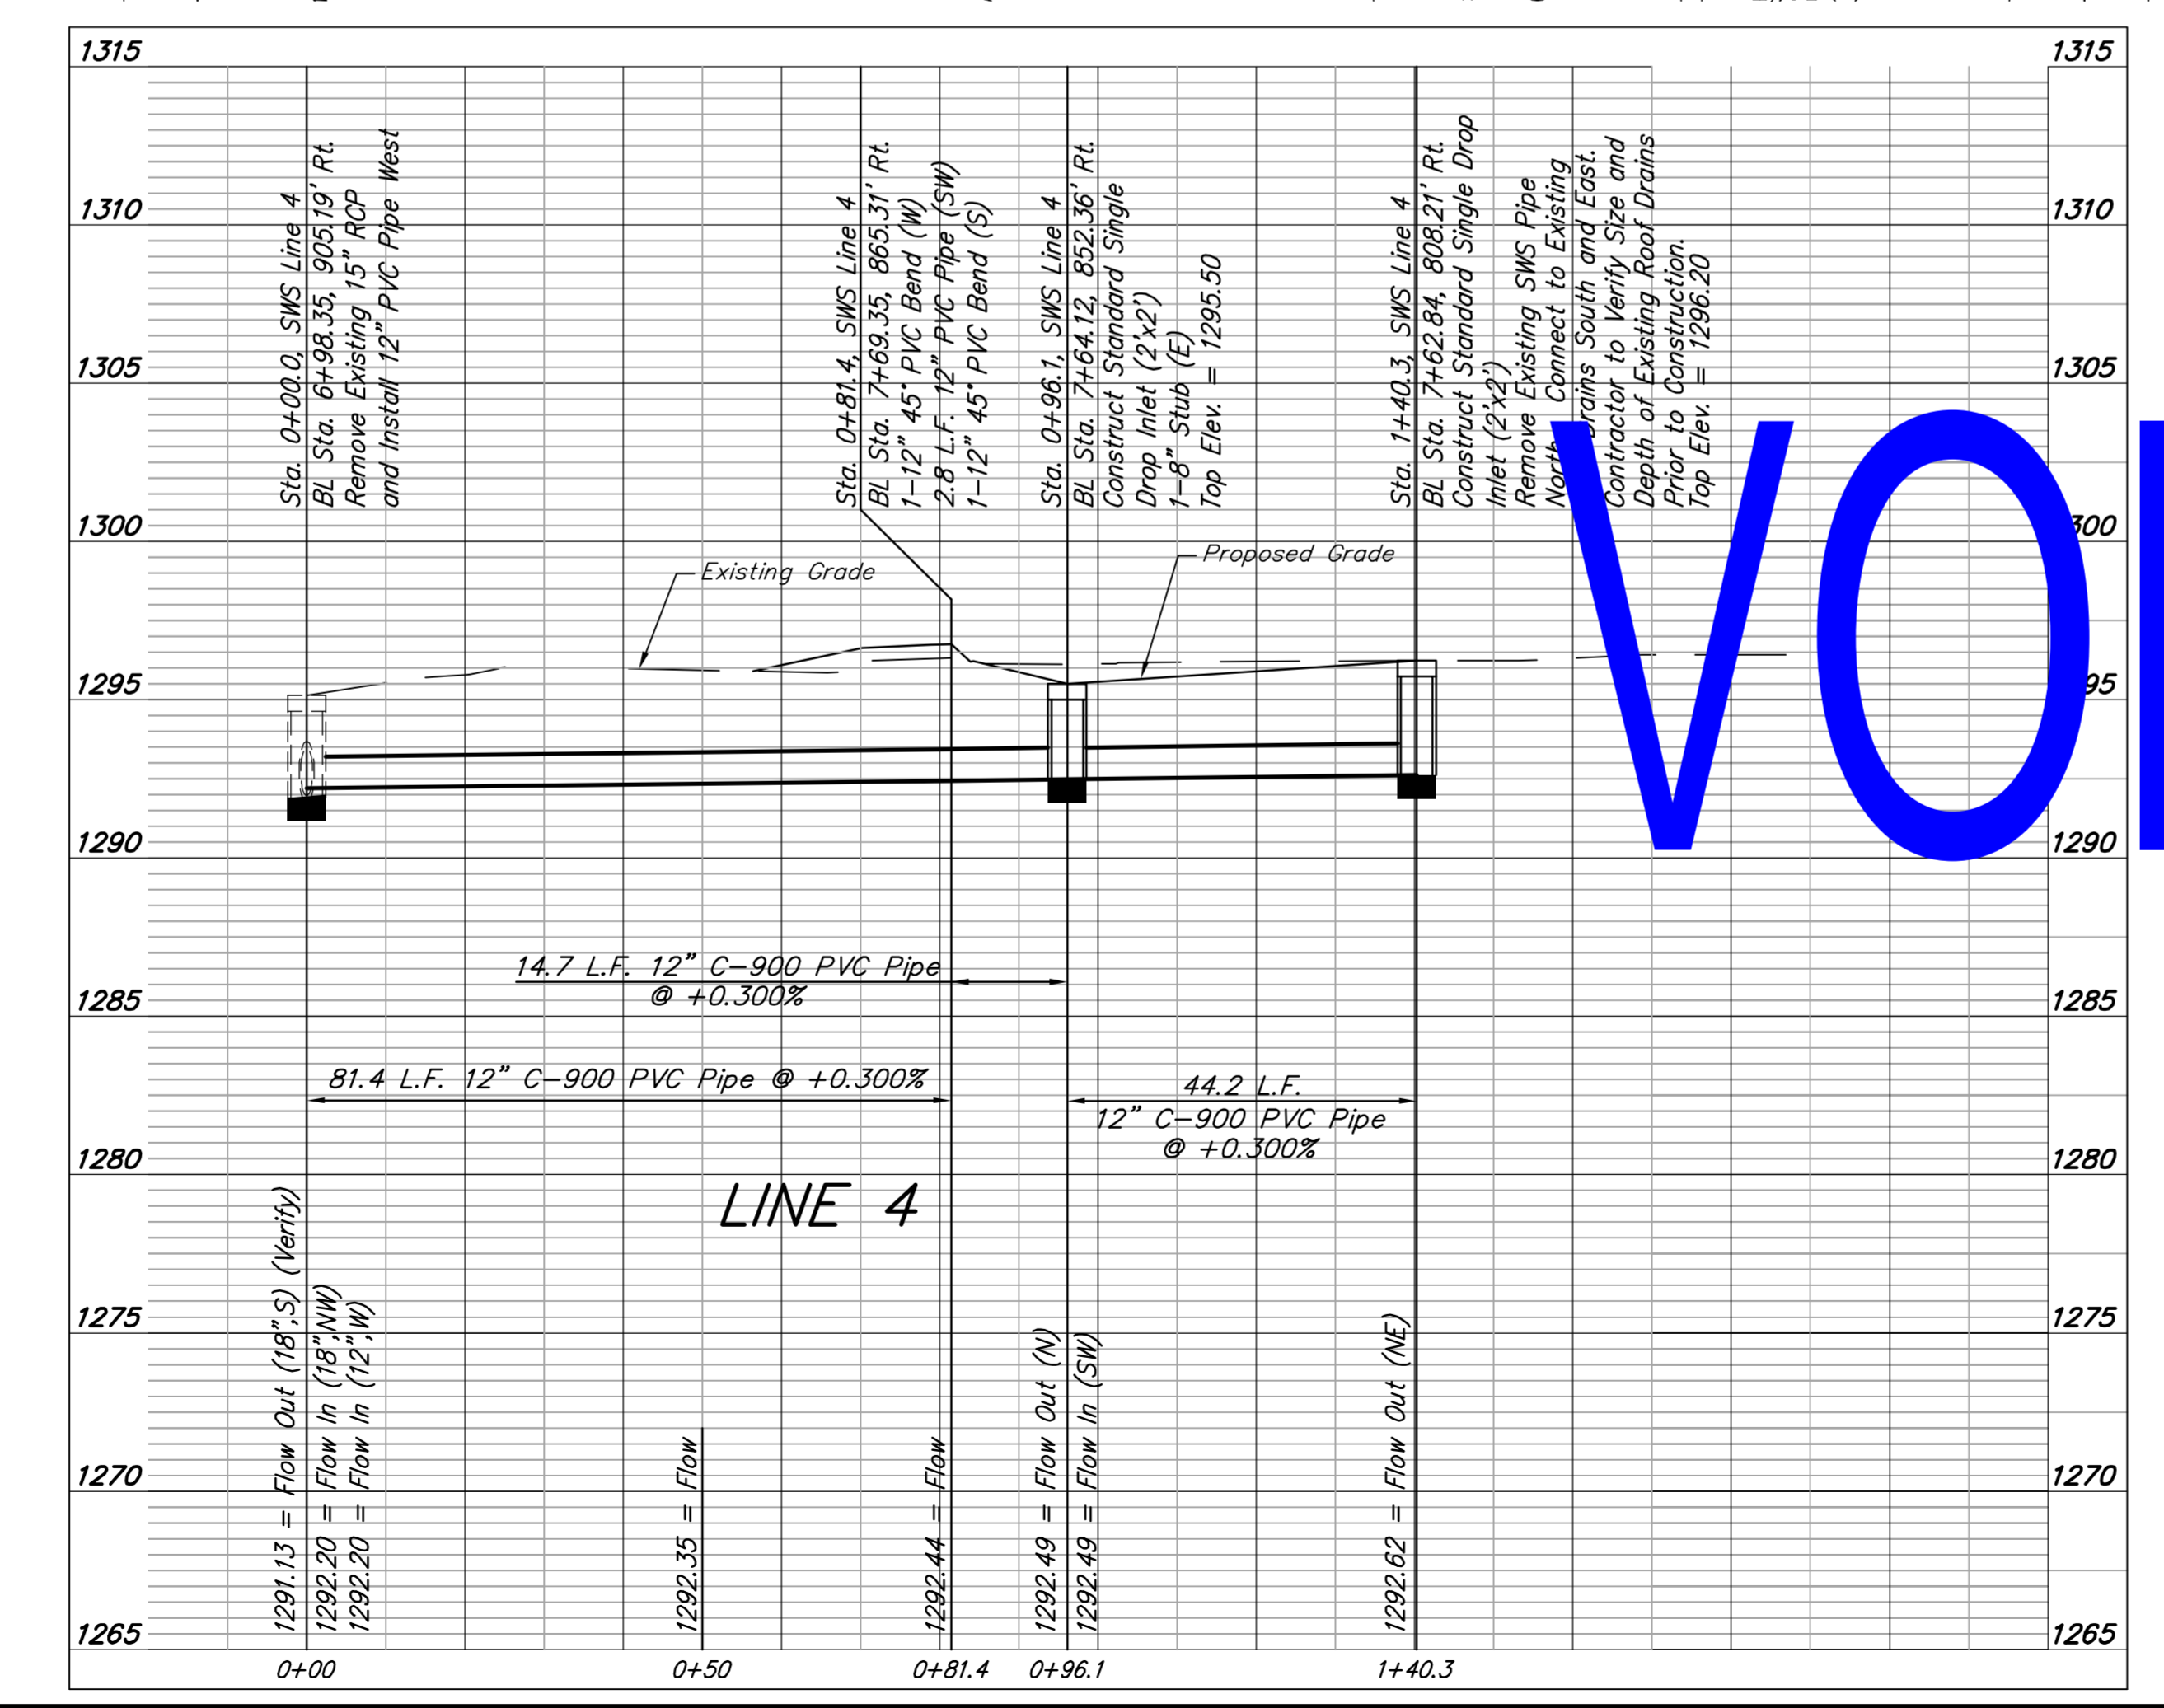 1315
1310
1305
1300
1295
1290
1285
1280
1275
1270
1265
1315
1310
1305
300
95
1290
1285
1280
1275
1270
1265
Sta. 0+00.0, SWS Line 4
BL Sta. 6+98.35, 905.19' Rt.
Remove Existing 15" RCP
and Install 12" PVC Pipe West
Sta. 0+81.4, SWS Line 4
BL Sta. 7+69.35, 865.31' Rt.
1-12" 45° PVC Bend (W)
2.8 L.F. 12" PVC Pipe (SW)
1-12" 45° PVC Bend (S)
Sta. 0+96.1, SWS Line 4
BL Sta. 7+64.12, 852.36' Rt.
Construct Standard Single
Drop Inlet (2'x2')
1-8" Stub (E)
Top Elev. = 1295.50
Sta. 1+40.3, SWS Line 4
BL Sta. 7+62.84, 808.21' Rt.
Construct Standard Single Drop
Inlet (2'x2')
Remove Existing SWS Pipe
North. Connect to Existing
Drains South and East.
Contractor to Verify Size and
Depth of Existing Roof Drains
Prior to Construction.
Top Elev. = 1296.20
Existing Grade
Proposed Grade
VO
14.7 L.F. 12" C-900 PVC Pipe
@ +0.300%
81.4 L.F. 12" C-900 PVC Pipe @ +0.300%
44.2 L.F.
12" C-900 PVC Pipe
@ +0.300%
LINE 4
1291.13 = Flow Out (18",S) (Verify)
1292.20 = Flow In (18",NW)
1292.20 = Flow In (12",W)
1292.35 = Flow
1292.44 = Flow
1292.49 = Flow Out (N)
1292.49 = Flow In (SW)
1292.62 = Flow Out (NE)
0+00
0+50
0+81.4
0+96.1
1+40.3